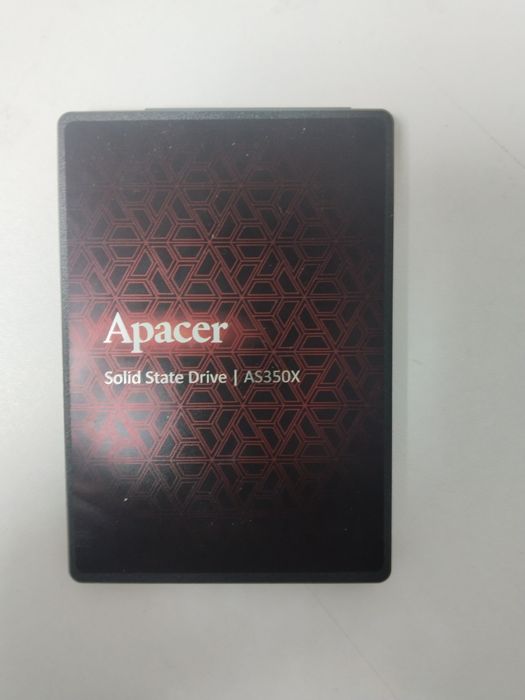 Apacer
Solid State Drive | AS350X